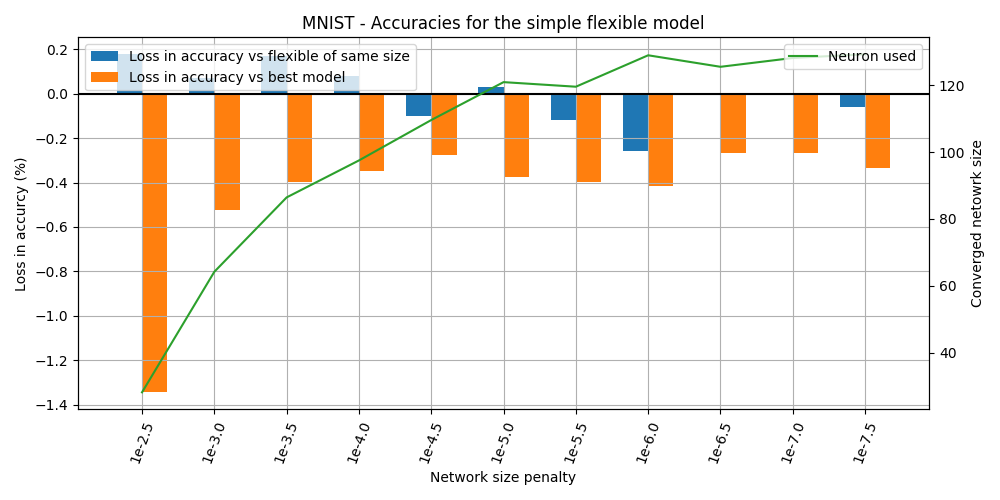 MNIST - Accuracies for the simple flexible model
Loss in accuracy vs flexible of same size
Loss in accuracy vs best model
Neuron used
Loss in accurcy (%)
0.2
0.0
−0.2
−0.4
−0.6
−0.8
−1.0
−1.2
−1.4
120
100
80
60
40
Converged netowrk size
1e-2.5
1e-3.0
1e-3.5
1e-4.0
1e-4.5
1e-5.0
1e-5.5
1e-6.0
1e-6.5
1e-7.0
1e-7.5
Network size penalty